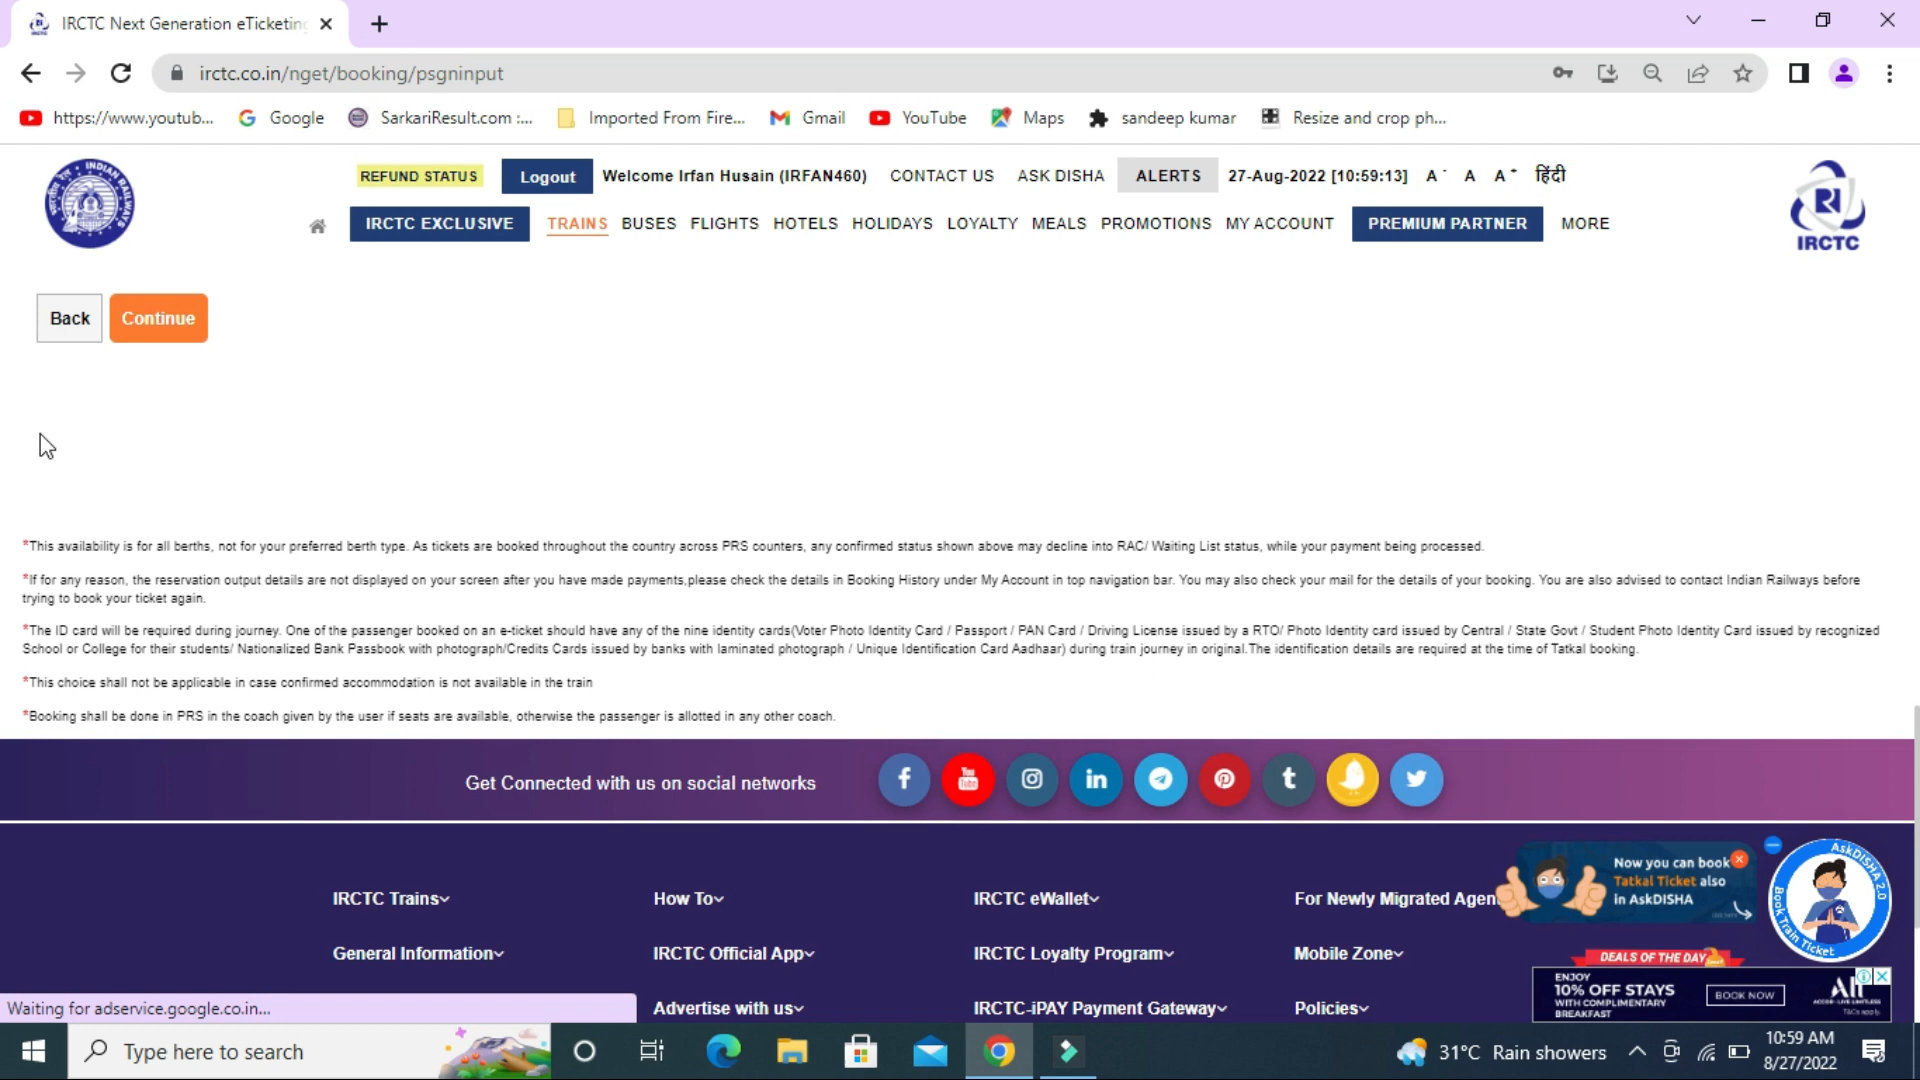 IRCTC Next Generation eTicketing
irctc.co.in/nget/booking/psgninput
https://www.youtub... Google SarkariResult.com :... Imported From Fire... Gmail YouTube Maps sandeep kumar Resize and crop ph...
REFUND STATUS Logout Welcome Irfan Husain (IRFAN460) CONTACT US ASK DISHA ALERTS 27-Aug-2022 [10:59:13] A- A A+ हिंदी
IRCTC EXCLUSIVE TRAINS BUSES FLIGHTS HOTELS HOLIDAYS LOYALTY MEALS PROMOTIONS MY ACCOUNT PREMIUM PARTNER MORE
INDIAN RAILWAYS
IRCTC
Back Continue
*This availability is for all berths, not for your preferred berth type. As tickets are booked throughout the country across PRS counters, any confirmed status shown above may decline into RAC/ Waiting List status, while your payment being processed.
*If for any reason, the reservation output details are not displayed on your screen after you have made payments,please check the details in Booking History under My Account in top navigation bar. You may also check your mail for the details of your booking. You are also advised to contact Indian Railways before
trying to book your ticket again.
*The ID card will be required during journey. One of the passenger booked on an e-ticket should have any of the nine identity cards(Voter Photo Identity Card / Passport / PAN Card / Driving License issued by a RTO/ Photo Identity card issued by Central / State Govt / Student Photo Identity Card issued by recognized
School or College for their students/ Nationalized Bank Passbook with photograph/Credits Cards issued by banks with laminated photograph / Unique Identification Card Aadhaar) during train journey in original.The identification details are required at the time of Tatkal booking.
*This choice shall not be applicable in case confirmed accommodation is not available in the train
*Booking shall be done in PRS in the coach given by the user if seats are available, otherwise the passenger is allotted in any other coach.
Get Connected with us on social networks
IRCTC Trains How To IRCTC eWallet For Newly Migrated Agen
General Information IRCTC Official App IRCTC Loyalty Program Mobile Zone
Advertise with us IRCTC-iPAY Payment Gateway Policies
Now you can book
Tatkal Ticket also
in AskDISHA
AskDISHA 2.0
Book Train Ticket
DEALS OF THE DAY
ENJOY
10% OFF STAYS
WITH COMPLIMENTARY
BREAKFAST
BOOK NOW
ALL
ACCOR LIVE LIMITLESS
T&Cs apply
Waiting for adservice.google.co.in...
Type here to search
31°C Rain showers
10:59 AM
8/27/2022